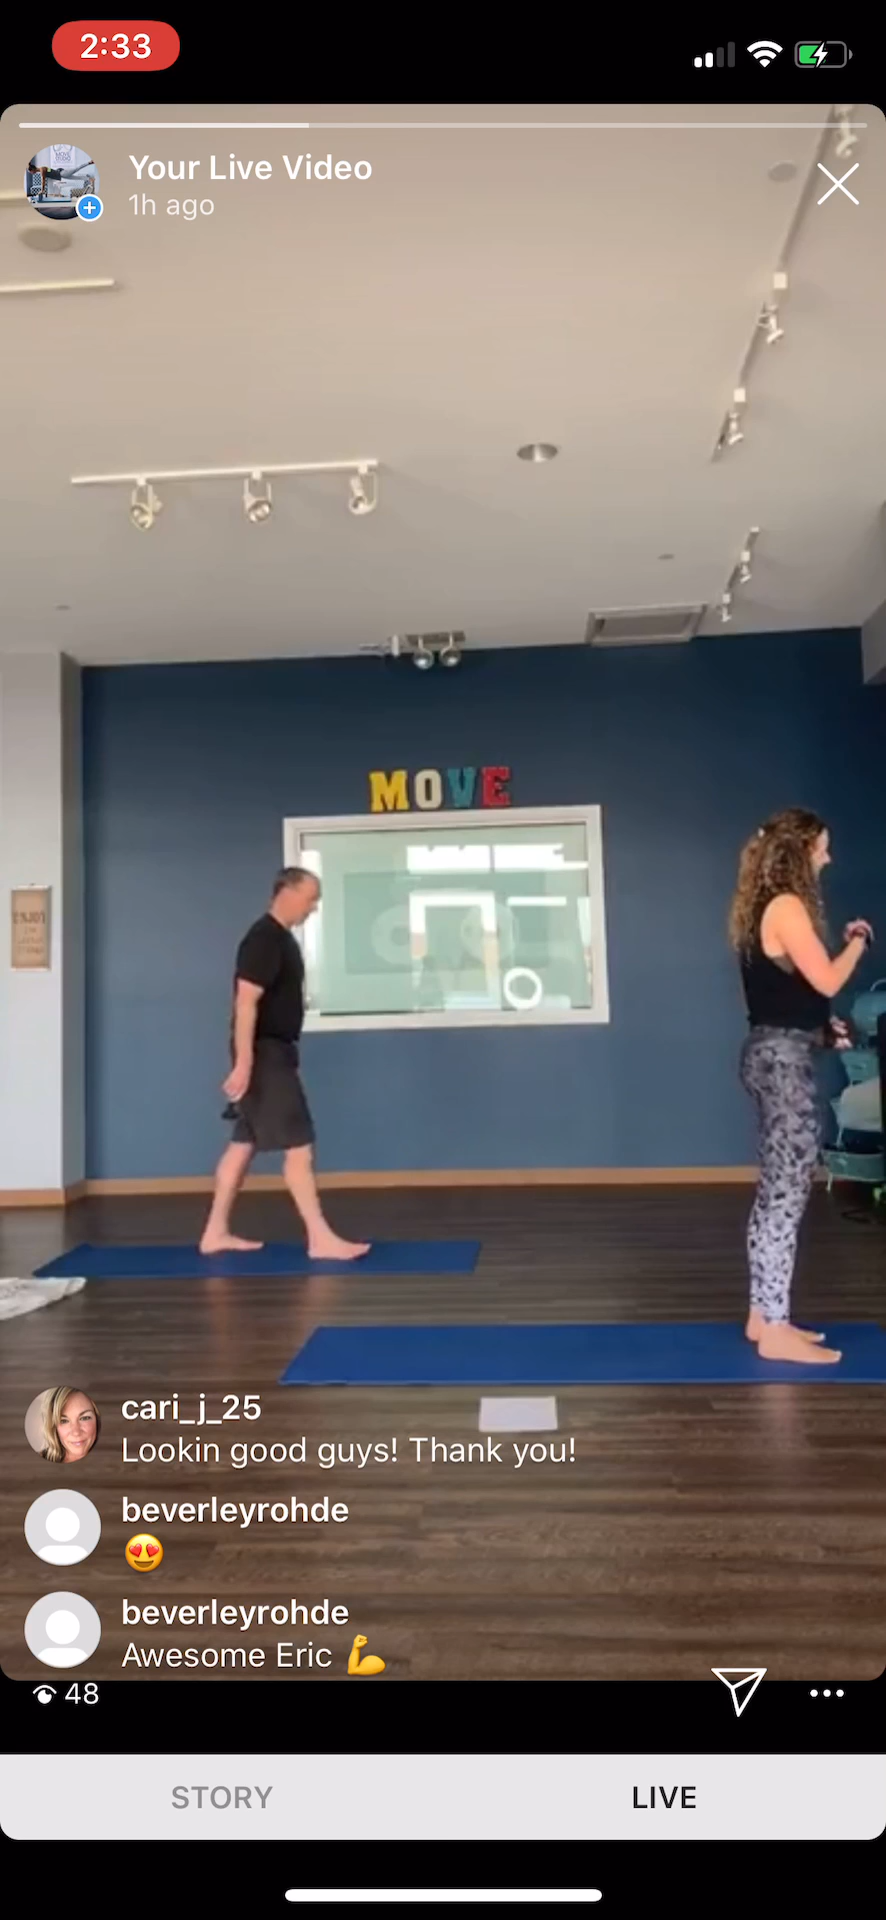 2:33
Your Live Video
1h ago
MOVE
ENJOY
cari_j_25
Lookin good guys! Thank you!
beverleyrohde
😍
beverleyrohde
Awesome Eric 💪
48
STORY
LIVE